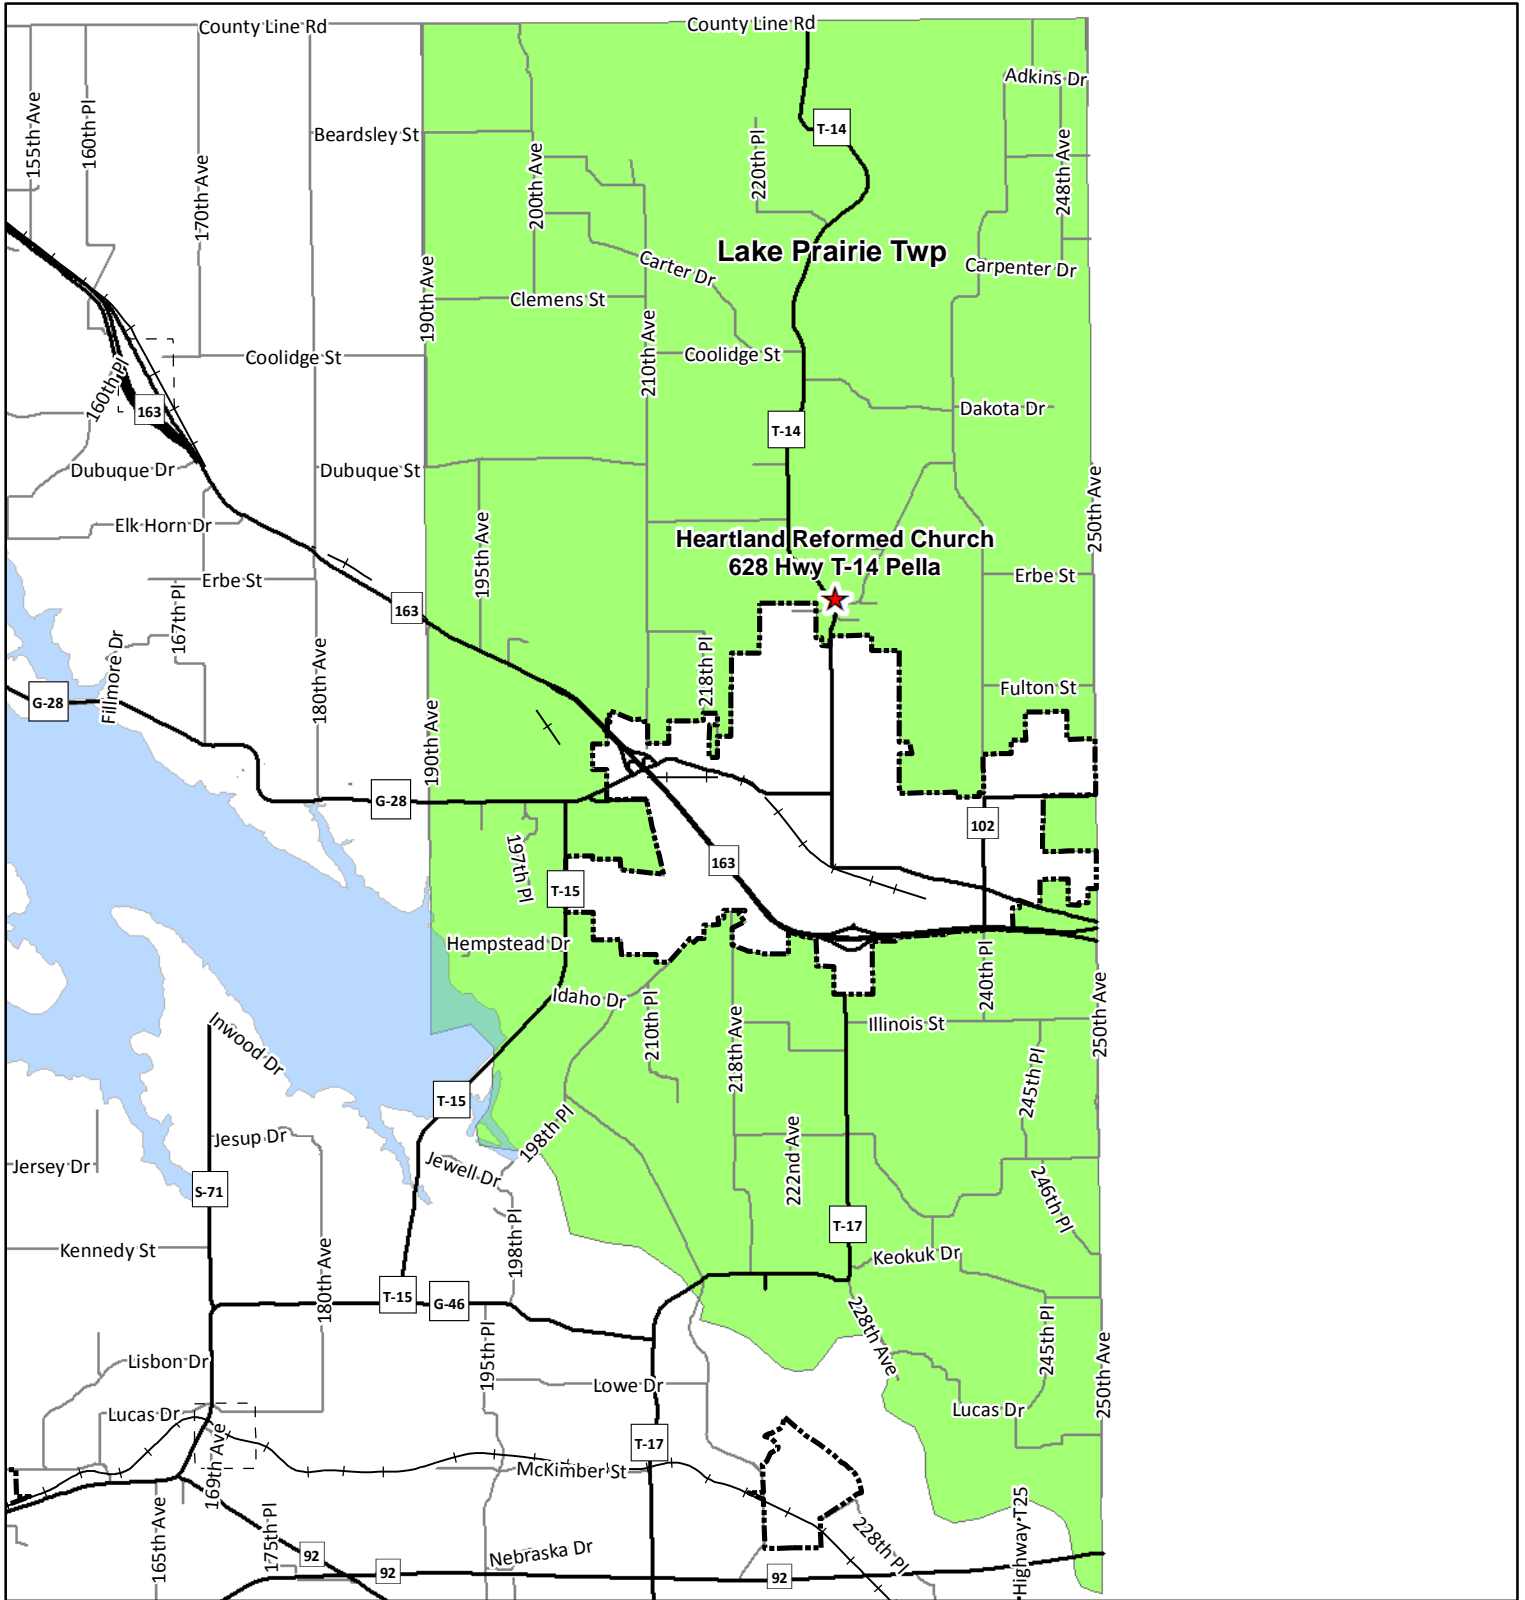 County Line Rd
County Line Rd
Adkins Dr
155th Ave
160th Pl
Beardsley St
T-14
220th Pl
248th Ave
170th Ave
200th Ave
Lake Prairie Twp
Carter Dr
Carpenter Dr
190th Ave
Clemens St
210th Ave
Coolidge St
Coolidge St
160th Pl
163
Dakota Dr
T-14
Dubuque Dr
Dubuque St
250th Ave
Elk Horn Dr
195th Ave
Heartland Reformed Church
628 Hwy T-14 Pella
Erbe St
Erbe St
167th Pl
163
Fillmore Dr
180th Ave
218th Pl
Fulton St
G-28
190th Ave
G-28
102
197th Pl
163
T-15
Hempstead Dr
240th Pl
Idaho Dr
210th Pl
218th Ave
Illinois St
250th Ave
Inwood Dr
245th Pl
T-15
198th Pl
Jesup Dr
222nd Ave
Jersey Dr
Jewell Dr
S-71
246th Pl
T-17
198th Pl
Kennedy St
Keokuk Dr
180th Ave
T-15
G-46
228th Ave
245th Pl
195th Pl
250th Ave
Lisbon Dr
Lowe Dr
Lucas Dr
Lucas Dr
T-17
169th Ave
McKimber St
165th Ave
175th Pl
Highway T25
228th Pl
92
Nebraska Dr
92
92